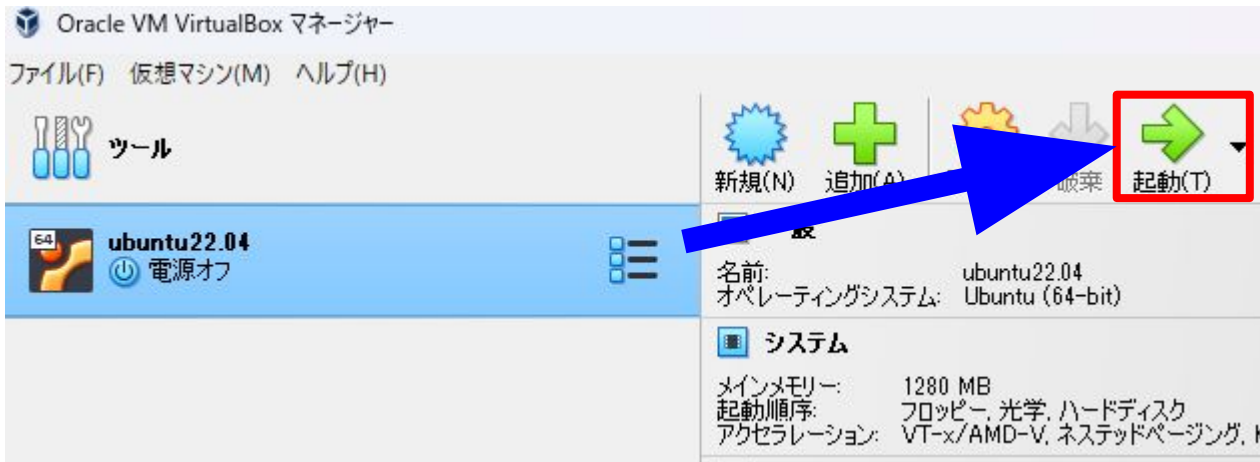 Oracle VM VirtualBox マネージャー
ファイル(F) 仮想マシン(M) ヘルプ(H)
ツール
新規(N) 追加(A) 破棄 起動(T)
64
ubuntu22.04
電源オフ
名前: ubuntu22.04
オペレーティングシステム: Ubuntu (64-bit)
システム
メインメモリー: 1280 MB
起動順序: フロッピー, 光学, ハードディスク
アクセラレーション: VT-x/AMD-V, ネステッドページング,